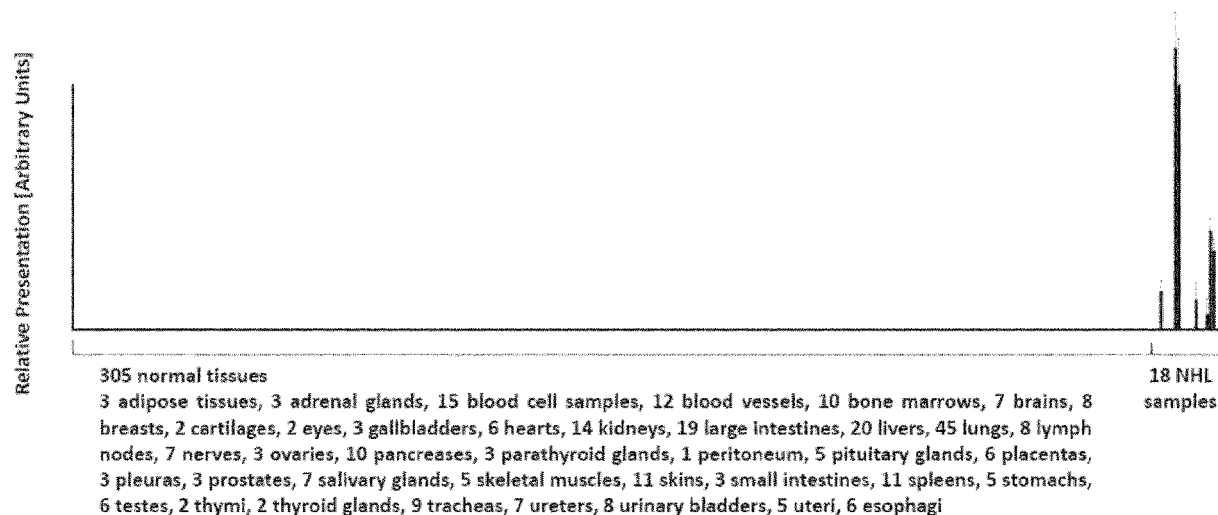 Relative Presentation [Arbitrary Units]
305 normal tissues
3 adipose tissues, 3 adrenal glands, 15 blood cell samples, 12 blood vessels, 10 bone marrows, 7 brains, 8
breasts, 2 cartilages, 2 eyes, 3 gallbladders, 6 hearts, 14 kidneys, 19 large intestines, 20 livers, 45 lungs, 8 lymph
nodes, 7 nerves, 3 ovaries, 10 pancreases, 3 parathyroid glands, 1 peritoneum, 5 pituitary glands, 6 placentas,
3 pleuras, 3 prostates, 7 salivary glands, 5 skeletal muscles, 11 skins, 3 small intestines, 11 spleens, 5 stomachs,
6 testes, 2 thymi, 2 thyroid glands, 9 tracheas, 7 ureters, 8 urinary bladders, 5 uteri, 6 esophagi
18 NHL
samples